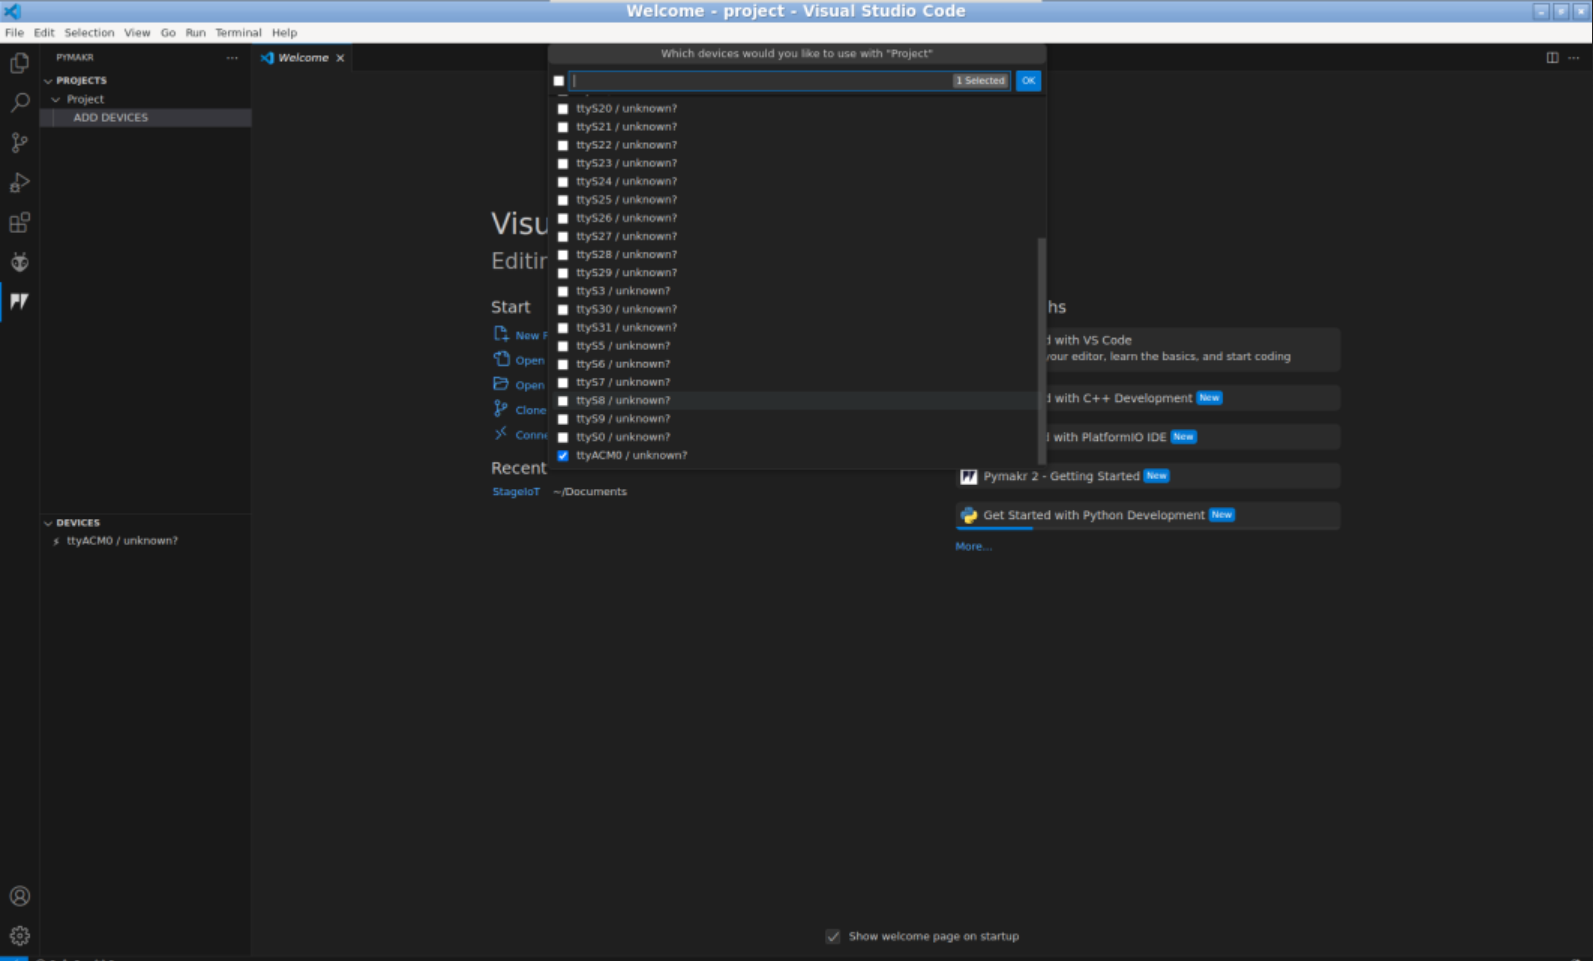 Welcome - project - Visual Studio Code
File Edit Selection View Go Run Terminal Help
PYMAKR
Welcome
Which devices would you like to use with "Project"
PROJECTS
1 Selected
OK
Project
ADD DEVICES
ttyS20 / unknown?
ttyS21 / unknown?
ttyS22 / unknown?
ttyS23 / unknown?
ttyS24 / unknown?
ttyS25 / unknown?
ttyS26 / unknown?
ttyS27 / unknown?
ttyS28 / unknown?
ttyS29 / unknown?
ttyS3 / unknown?
ttyS30 / unknown?
ttyS31 / unknown?
ttyS5 / unknown?
ttyS6 / unknown?
ttyS7 / unknown?
ttyS8 / unknown?
ttyS9 / unknown?
ttyS0 / unknown?
ttyACM0 / unknown?
Visu
Editir
Start
New F
Open
Open
Clone
Conne
Recent
StageIoT ~/Documents
hs
d with VS Code
your editor, learn the basics, and start coding
d with C++ Development New
l with PlatformIO IDE New
Pymakr 2 - Getting Started New
Get Started with Python Development New
More...
DEVICES
ttyACM0 / unknown?
Show welcome page on startup